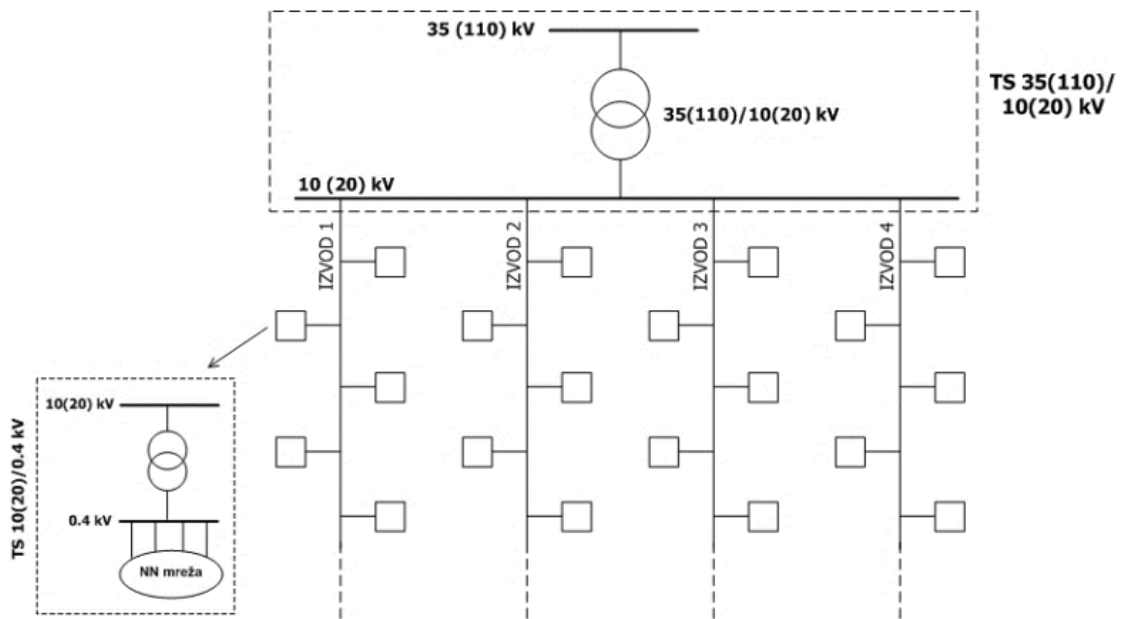 35 (110) kV
TS 35(110)/
10(20) kV
35(110)/10(20) kV
10 (20) kV
IZVOD 1
IZVOD 2
IZVOD 3
IZVOD 4
TS 10(20)/0.4 kV
10(20) kV
0.4 kV
NN mreža